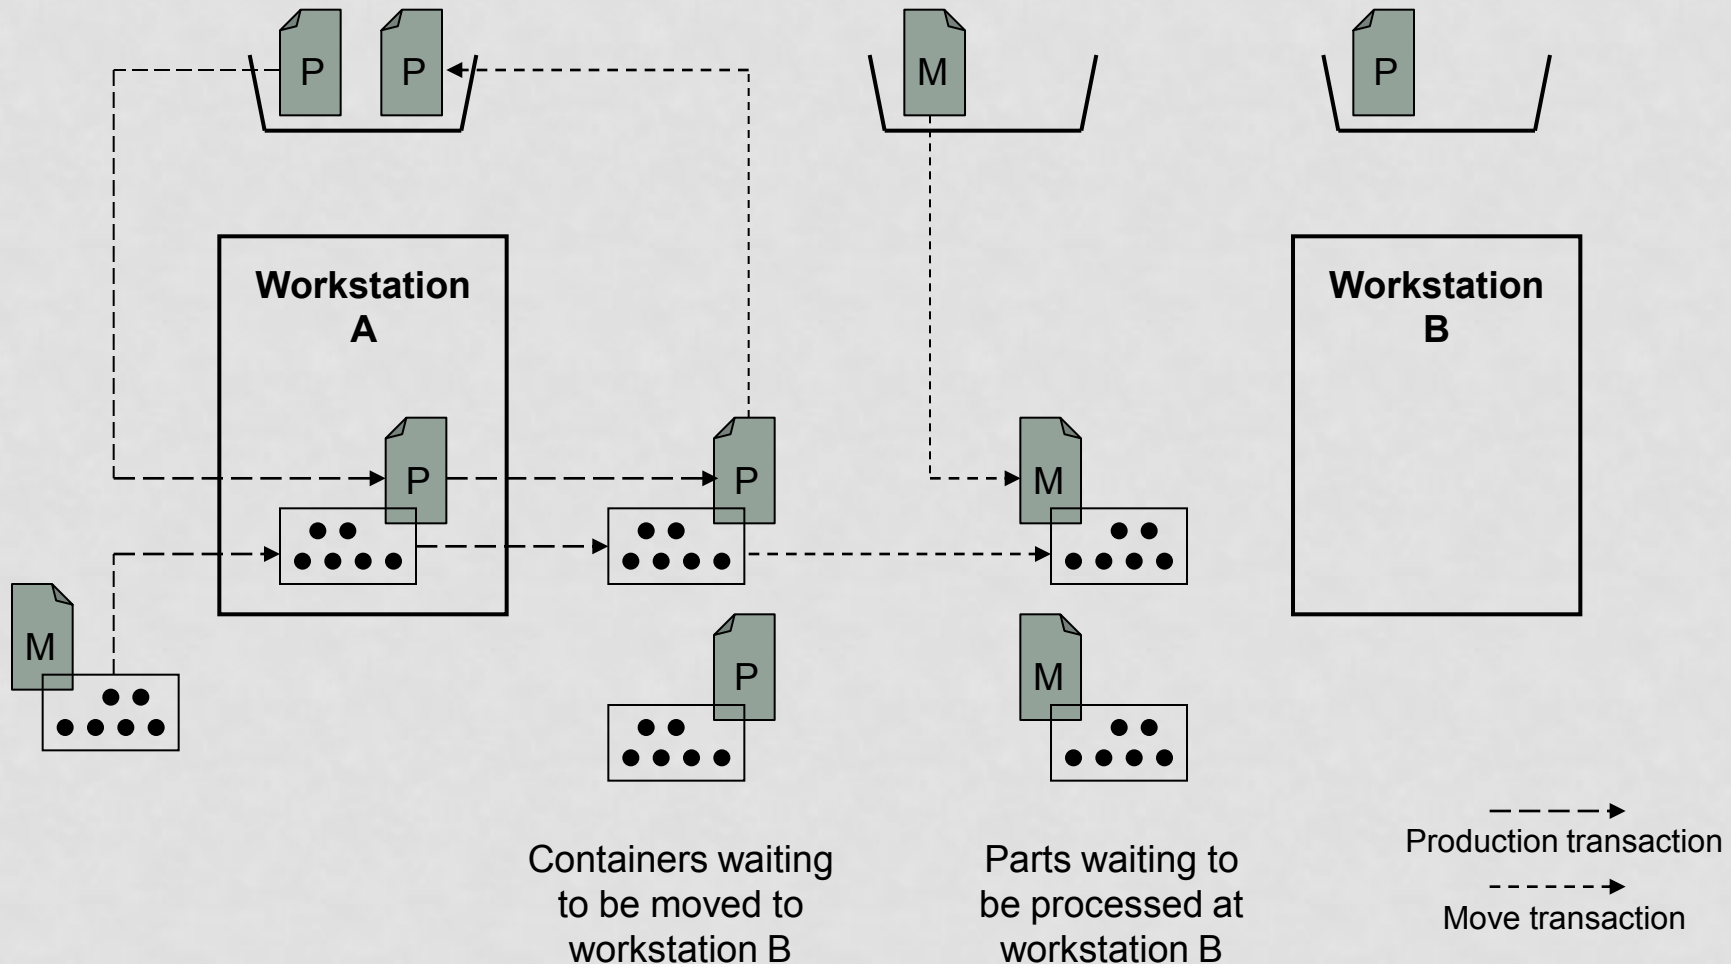 P
P
M
P
Workstation
A
Workstation
B
P
P
M
M
P
M
Containers waiting
to be moved to
workstation B
Parts waiting to
be processed at
workstation B
Production transaction
Move transaction